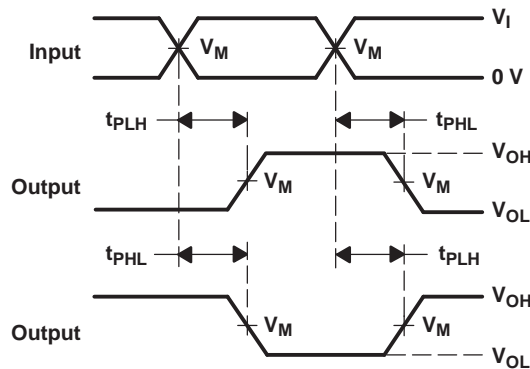 V_I
Input
V_M
V_M
0 V
t_PLH
t_PHL
V_OH
Output
V_M
V_M
V_OL
t_PHL
t_PLH
V_OH
Output
V_M
V_M
V_OL